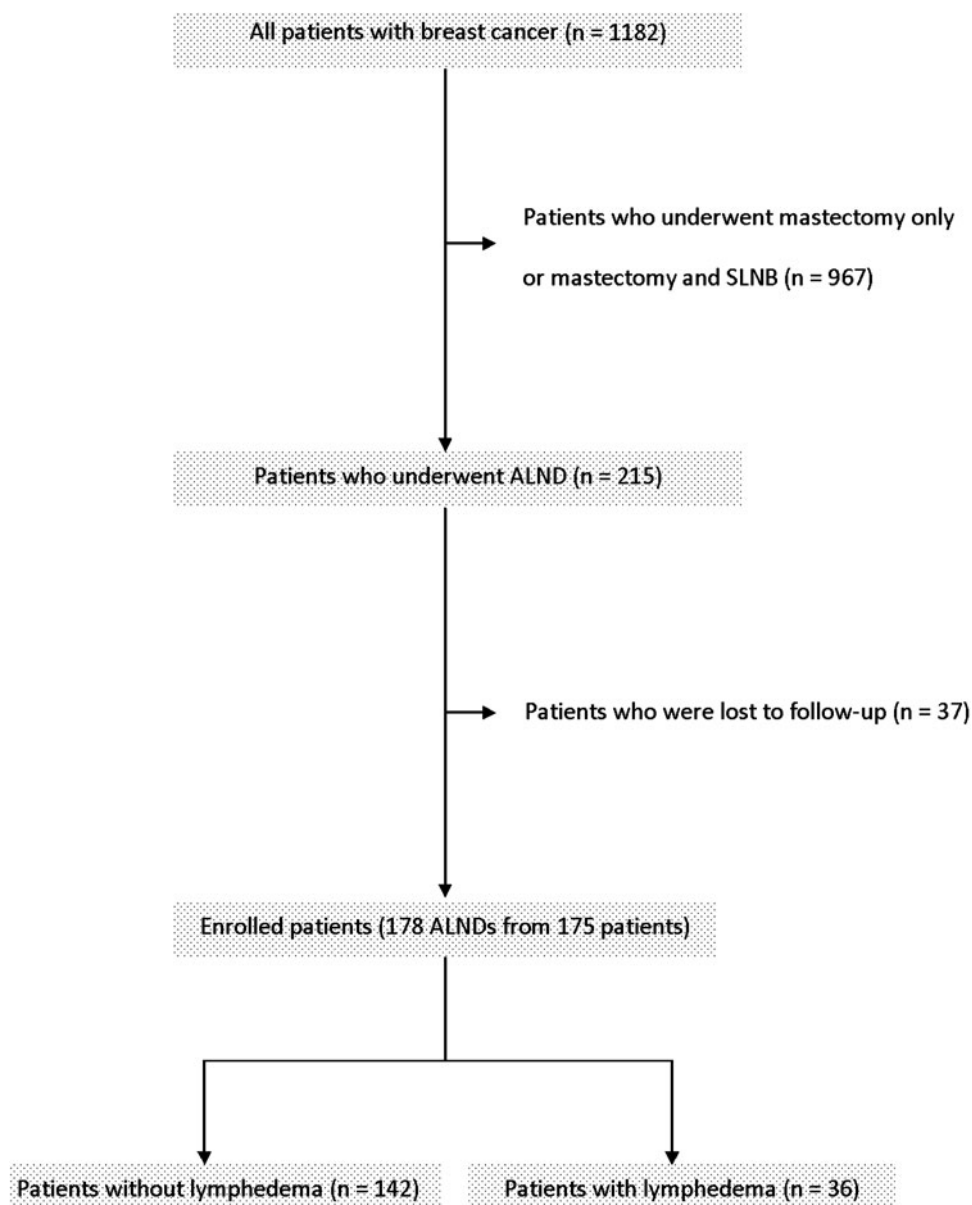 All patients with breast cancer (n = 1182)
Patients who underwent mastectomy only
or mastectomy and SLNB (n = 967)
Patients who underwent ALND (n = 215)
Patients who were lost to follow-up (n = 37)
Enrolled patients (178 ALNDs from 175 patients)
Patients without lymphedema (n = 142)
Patients with lymphedema (n = 36)